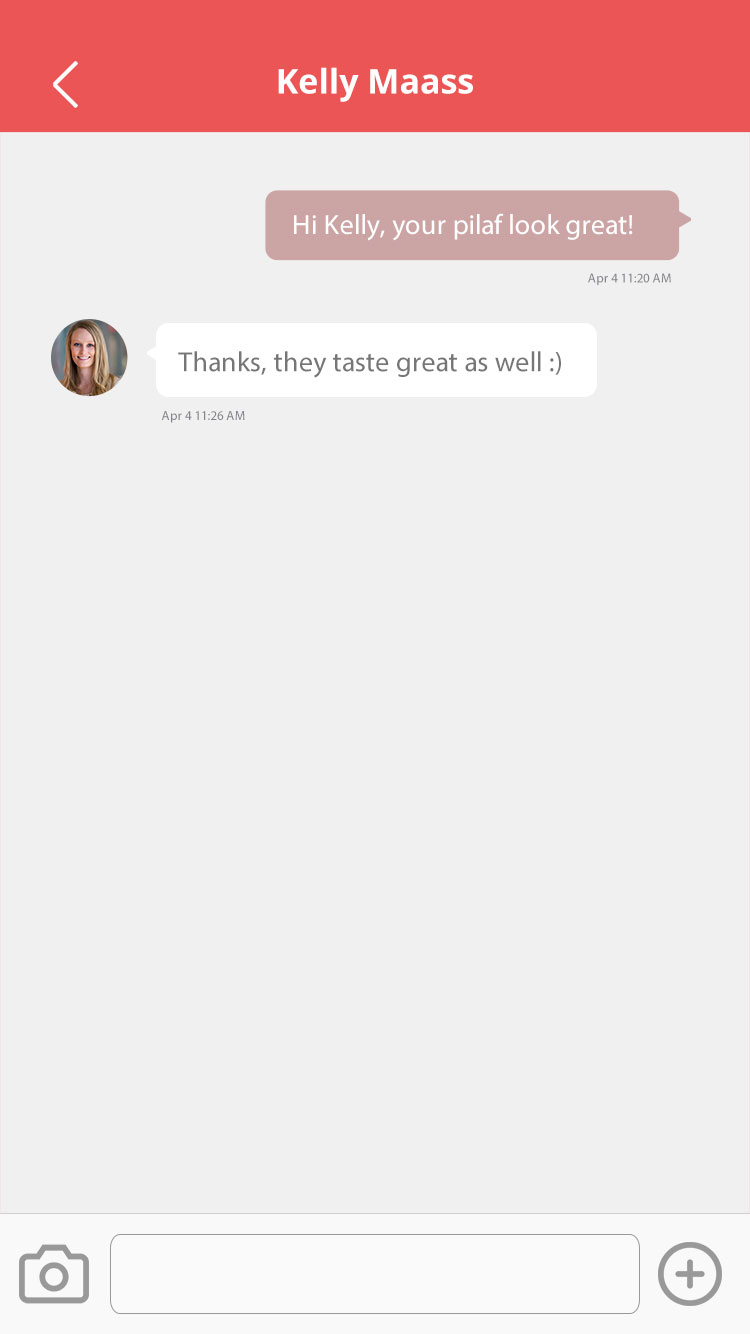 Kelly Maass
Hi Kelly, your pilaf look great!
Apr 4 11:20 AM
Thanks, they taste great as well :)
Apr 4 11:26 AM